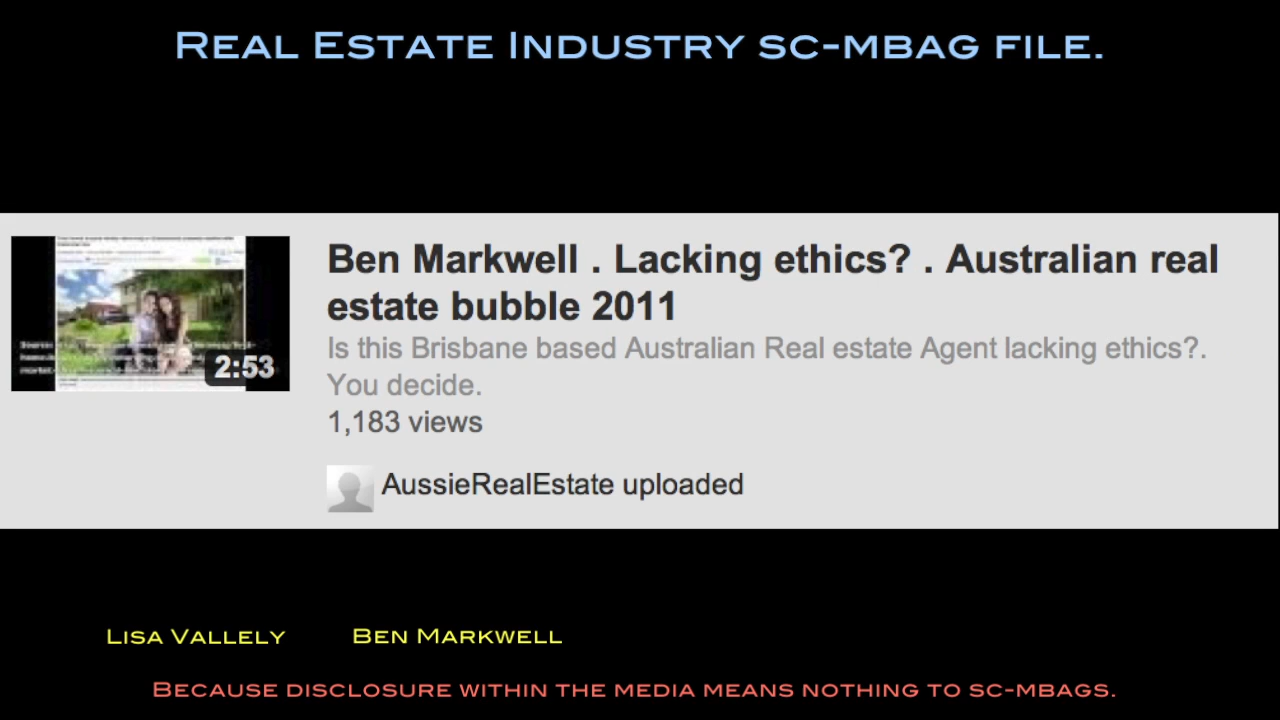 Real Estate Industry sc-mbag file.
Ben Markwell . Lacking ethics? . Australian real
estate bubble 2011
Is this Brisbane based Australian Real estate Agent lacking ethics?.
You decide.
1,183 views
2:53
AussieRealEstate uploaded
Lisa Vallely Ben Markwell
Because disclosure within the media means nothing to sc-mbags.